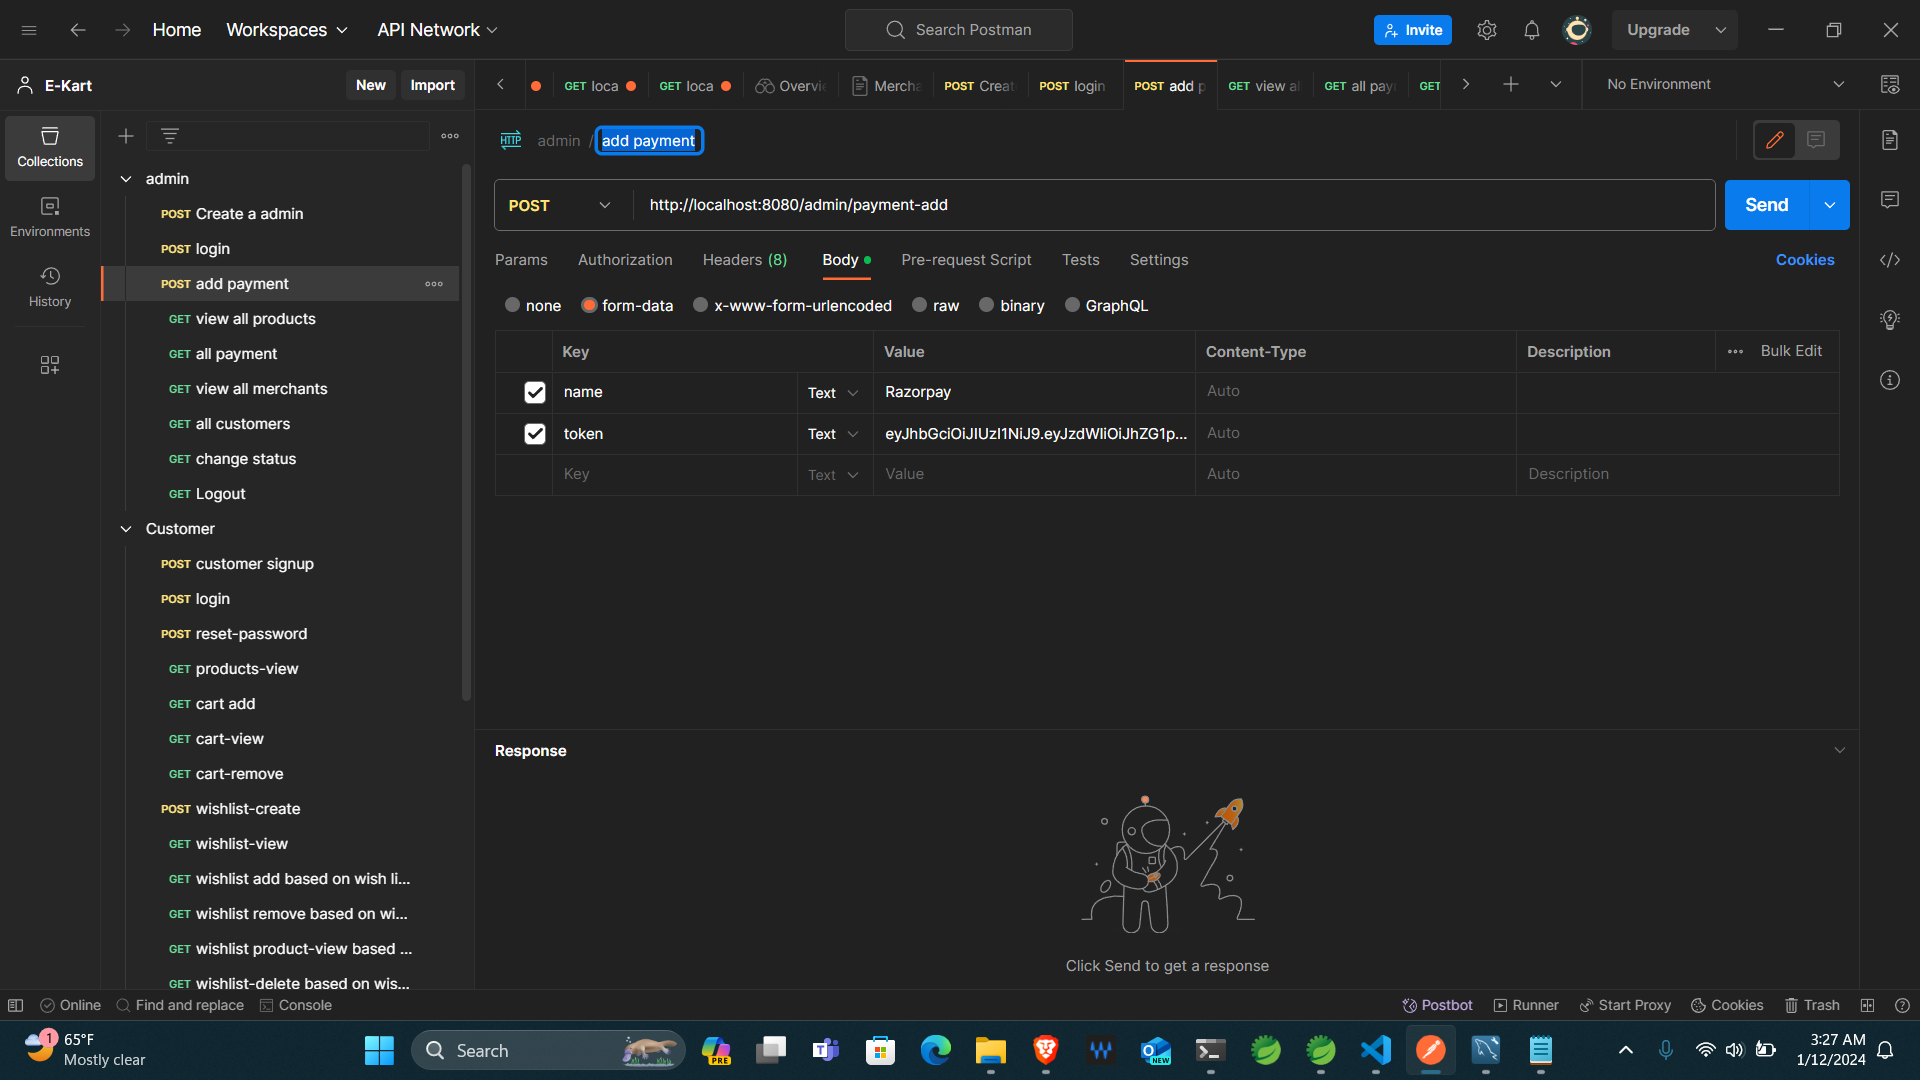 Home
Workspaces
API Network
Search Postman
Invite
Upgrade
E-Kart
New
Import
GET loca
GET loca
Overvie
Mercha
POST Creat
POST login
POST add p
GET view al
GET all pay
GET
No Environment
Collections
Environments
History
admin
POST Create a admin
POST login
POST add payment
GET view all products
GET all payment
GET view all merchants
GET all customers
GET change status
GET Logout
Customer
POST customer signup
POST login
POST reset-password
GET products-view
GET cart add
GET cart-view
GET cart-remove
POST wishlist-create
GET wishlist-view
GET wishlist add based on wish li...
GET wishlist remove based on wi...
GET wishlist product-view based ...
GET wishlist-delete based on wis...
HTTP admin / add payment
POST http://localhost:8080/admin/payment-add
Send
Params Authorization Headers (8) Body Pre-request Script Tests Settings Cookies
none form-data x-www-form-urlencoded raw binary GraphQL
Key Value Content-Type Description Bulk Edit
name Text Razorpay Auto
token Text eyJhbGciOiJIUzI1NiJ9.eyJzdWIiOiJhZG1p... Auto
Key Text Value Auto Description
Response
Click Send to get a response
Online Find and replace Console
Postbot Runner Start Proxy Cookies Trash
1
65°F
Mostly clear
Search
PRE
NEW
3:27 AM
1/12/2024